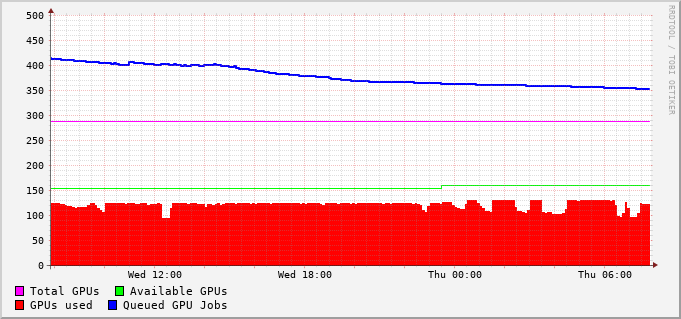 500
450
400
350
300
250
200
150
100
50
0
Wed 12:00 Wed 18:00 Thu 00:00 Thu 06:00
Total GPUs Available GPUs
GPUs used Queued GPU Jobs
RRDTOOL / TOBI OETIKER